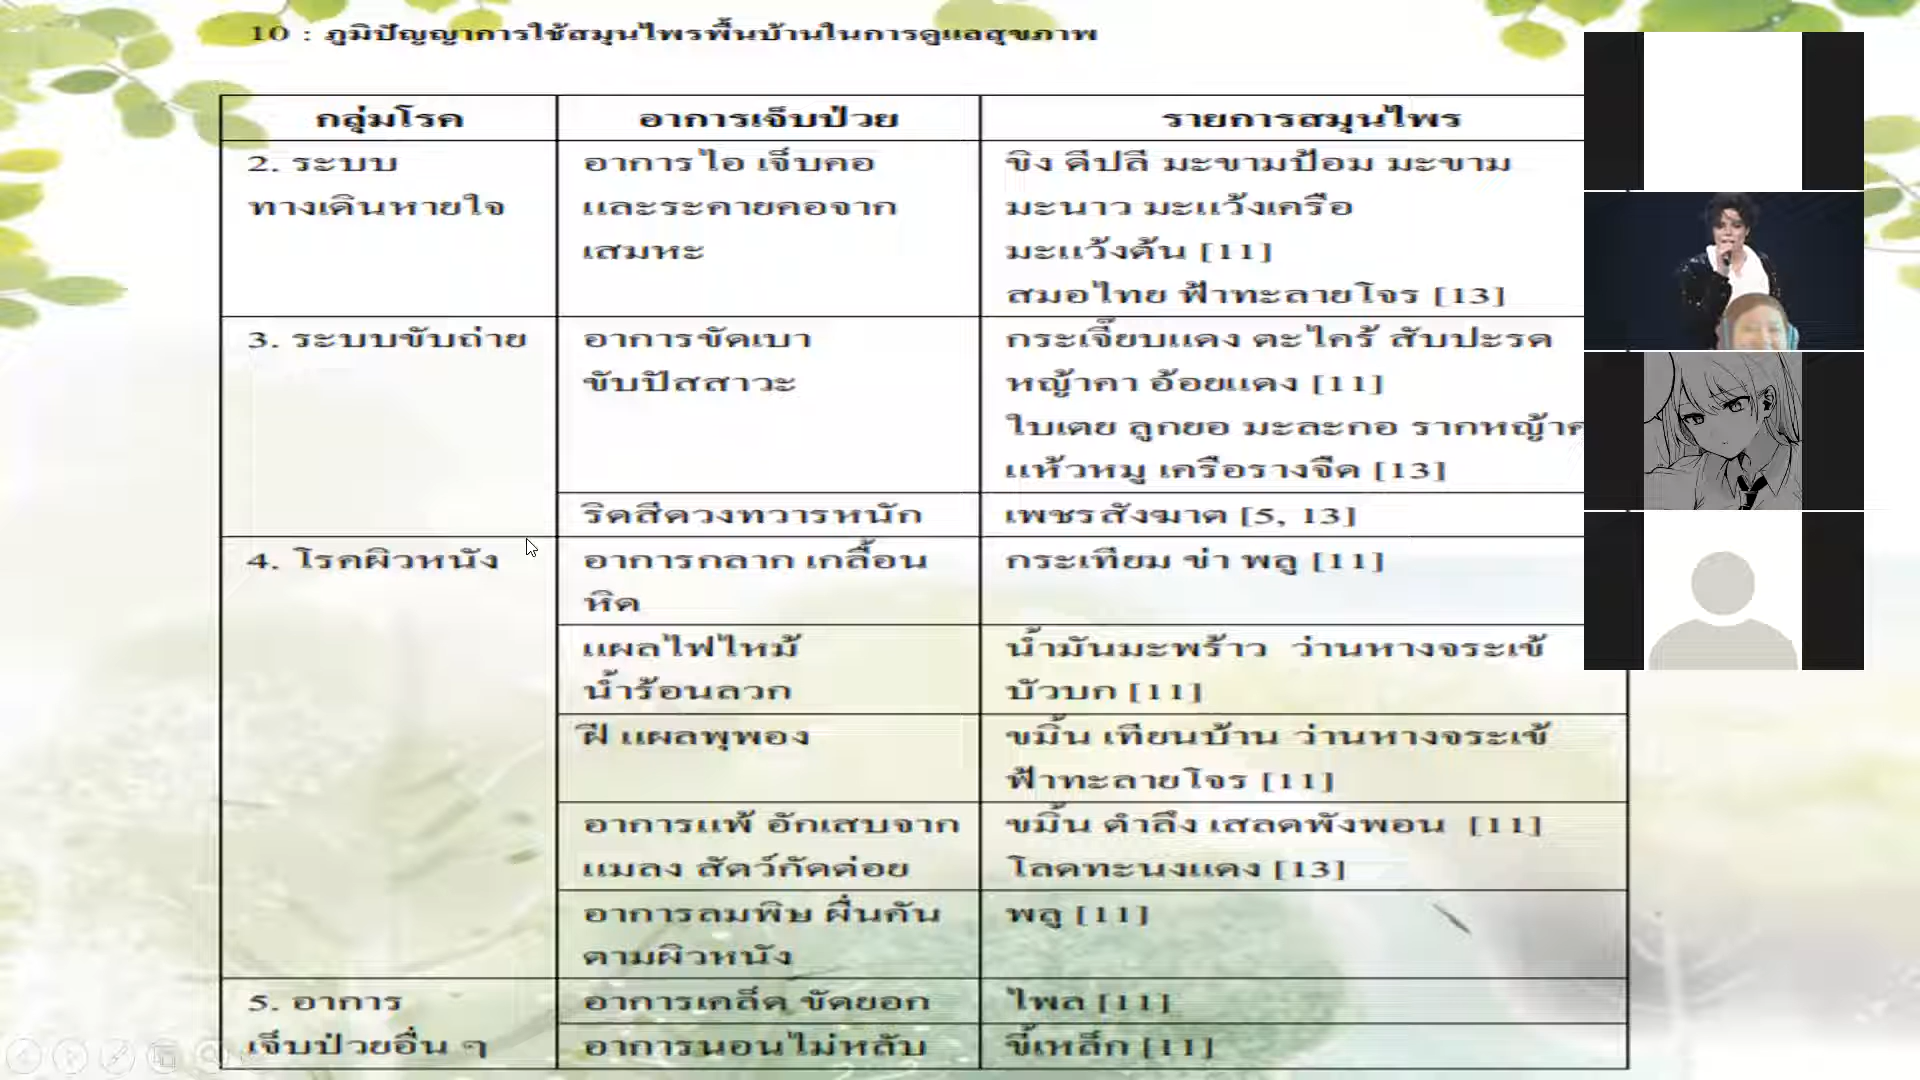 10 : ภูมิปัญญาการใช้สมุนไพรพื้นบ้านในการดูแลสุขภาพ
กลุ่มโรค
อาการเจ็บป่วย
รายการสมุนไพร
2. ระบบ
ทางเดินหายใจ
อาการไอ เจ็บคอ
และระคายคอจาก
เสมหะ
ขิง ดีปลี มะขามป้อม มะขาม
มะนาว มะแว้งเครือ
มะแว้งต้น [11]
สมอไทย ฟ้าทะลายโจร [13]
3. ระบบขับถ่าย
อาการขัดเบา
ขับปัสสาวะ
กระเจี๊ยบแดง ตะไคร้ สับปะรด
หญ้าคา อ้อยแดง [11]
ใบเตย ลูกยอ มะละกอ
แห้วหมู เครือรางจืด [13]
ริดสีดวงทวารหนัก
เพชรสังฆาต [5, 13]
4. โรคผิวหนัง
อาการกลาก เกลื้อน
หิด
กระเทียม ข่า พลู [11]
แผลไฟไหม้
น้ำร้อนลวก
น้ำมันมะพร้าว ว่านหางจระเข้
บัวบก [11]
ฝี แผลพุพอง
ขมิ้น เทียนบ้าน ว่านหางจระเข้
ฟ้าทะลายโจร [11]
อาการแพ้ อักเสบจาก
แมลง สัตว์กัดต่อย
ขมิ้น ตำลึง เสลดพังพอน [11]
โลดทะนงแดง [13]
อาการลมพิษ ผื่นคัน
ตามผิวหนัง
พลู [11]
5. อาการ
เจ็บป่วยอื่น ๆ
อาการเคล็ด ขัดยอก
ไพล [11]
อาการนอนไม่หลับ
ขี้เหล็ก [11]